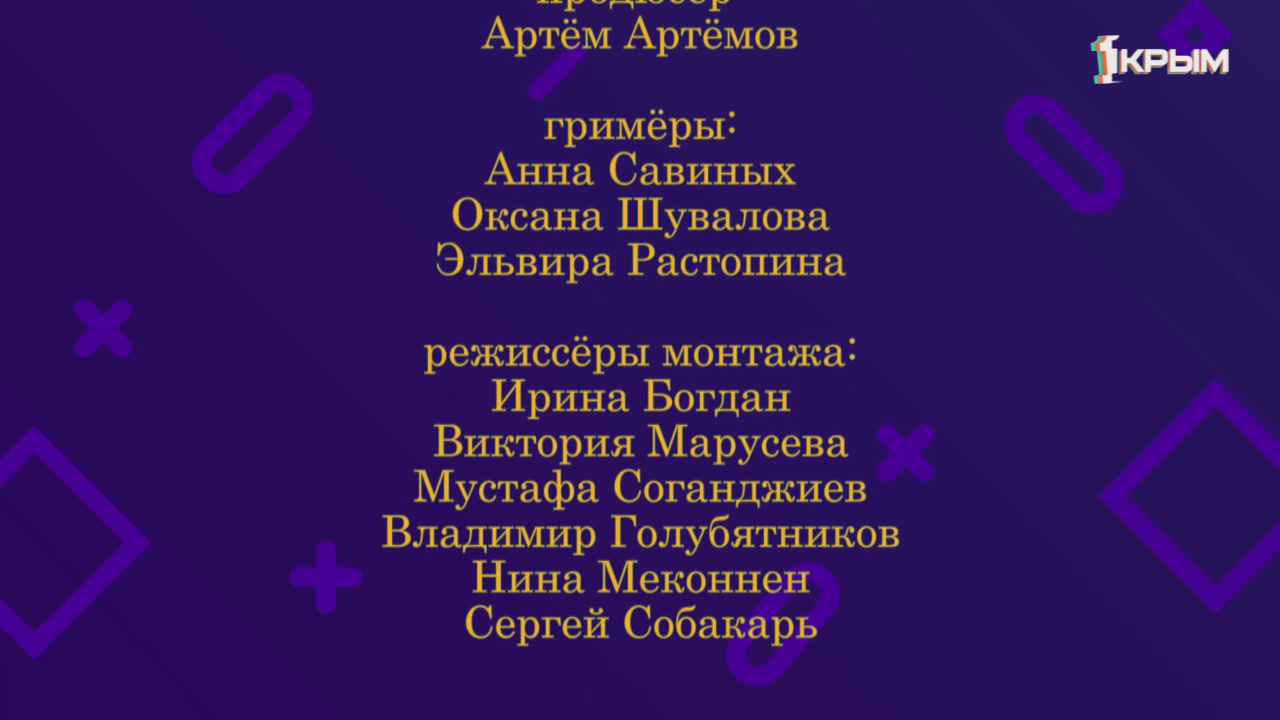 продюсер
Артём Артёмов
1КРЫМ
гримёры:
Анна Савиных
Оксана Шувалова
Эльвира Растопина
режиссёры монтажа:
Ирина Богдан
Виктория Марусева
Мустафа Соганджиев
Владимир Голубятников
Нина Меконнен
Сергей Собакарь